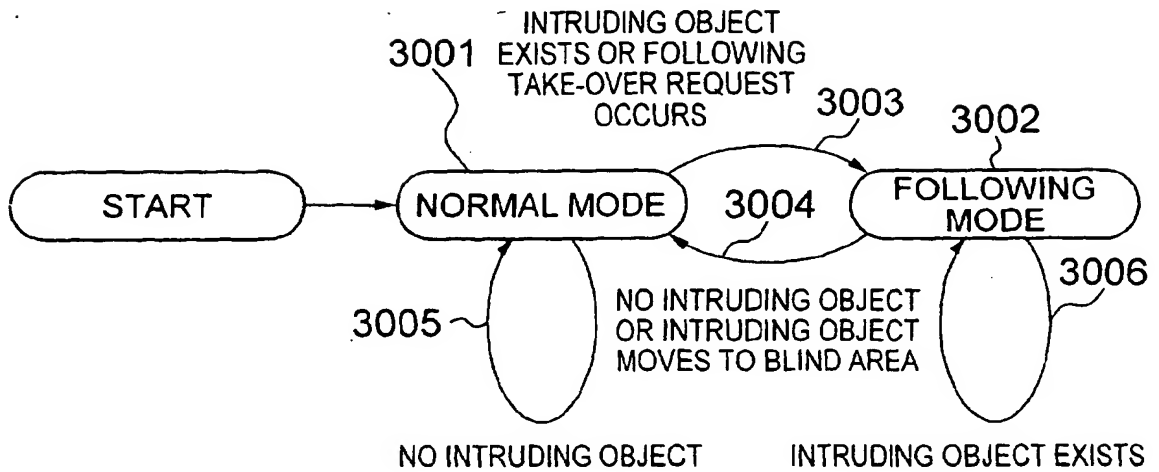 INTRUDING OBJECT
EXISTS OR FOLLOWING
TAKE-OVER REQUEST
OCCURS
3001
3003
3002
START
NORMAL MODE
3004
FOLLOWING
MODE
3005
NO INTRUDING OBJECT
OR INTRUDING OBJECT
MOVES TO BLIND AREA
3006
NO INTRUDING OBJECT
INTRUDING OBJECT EXISTS